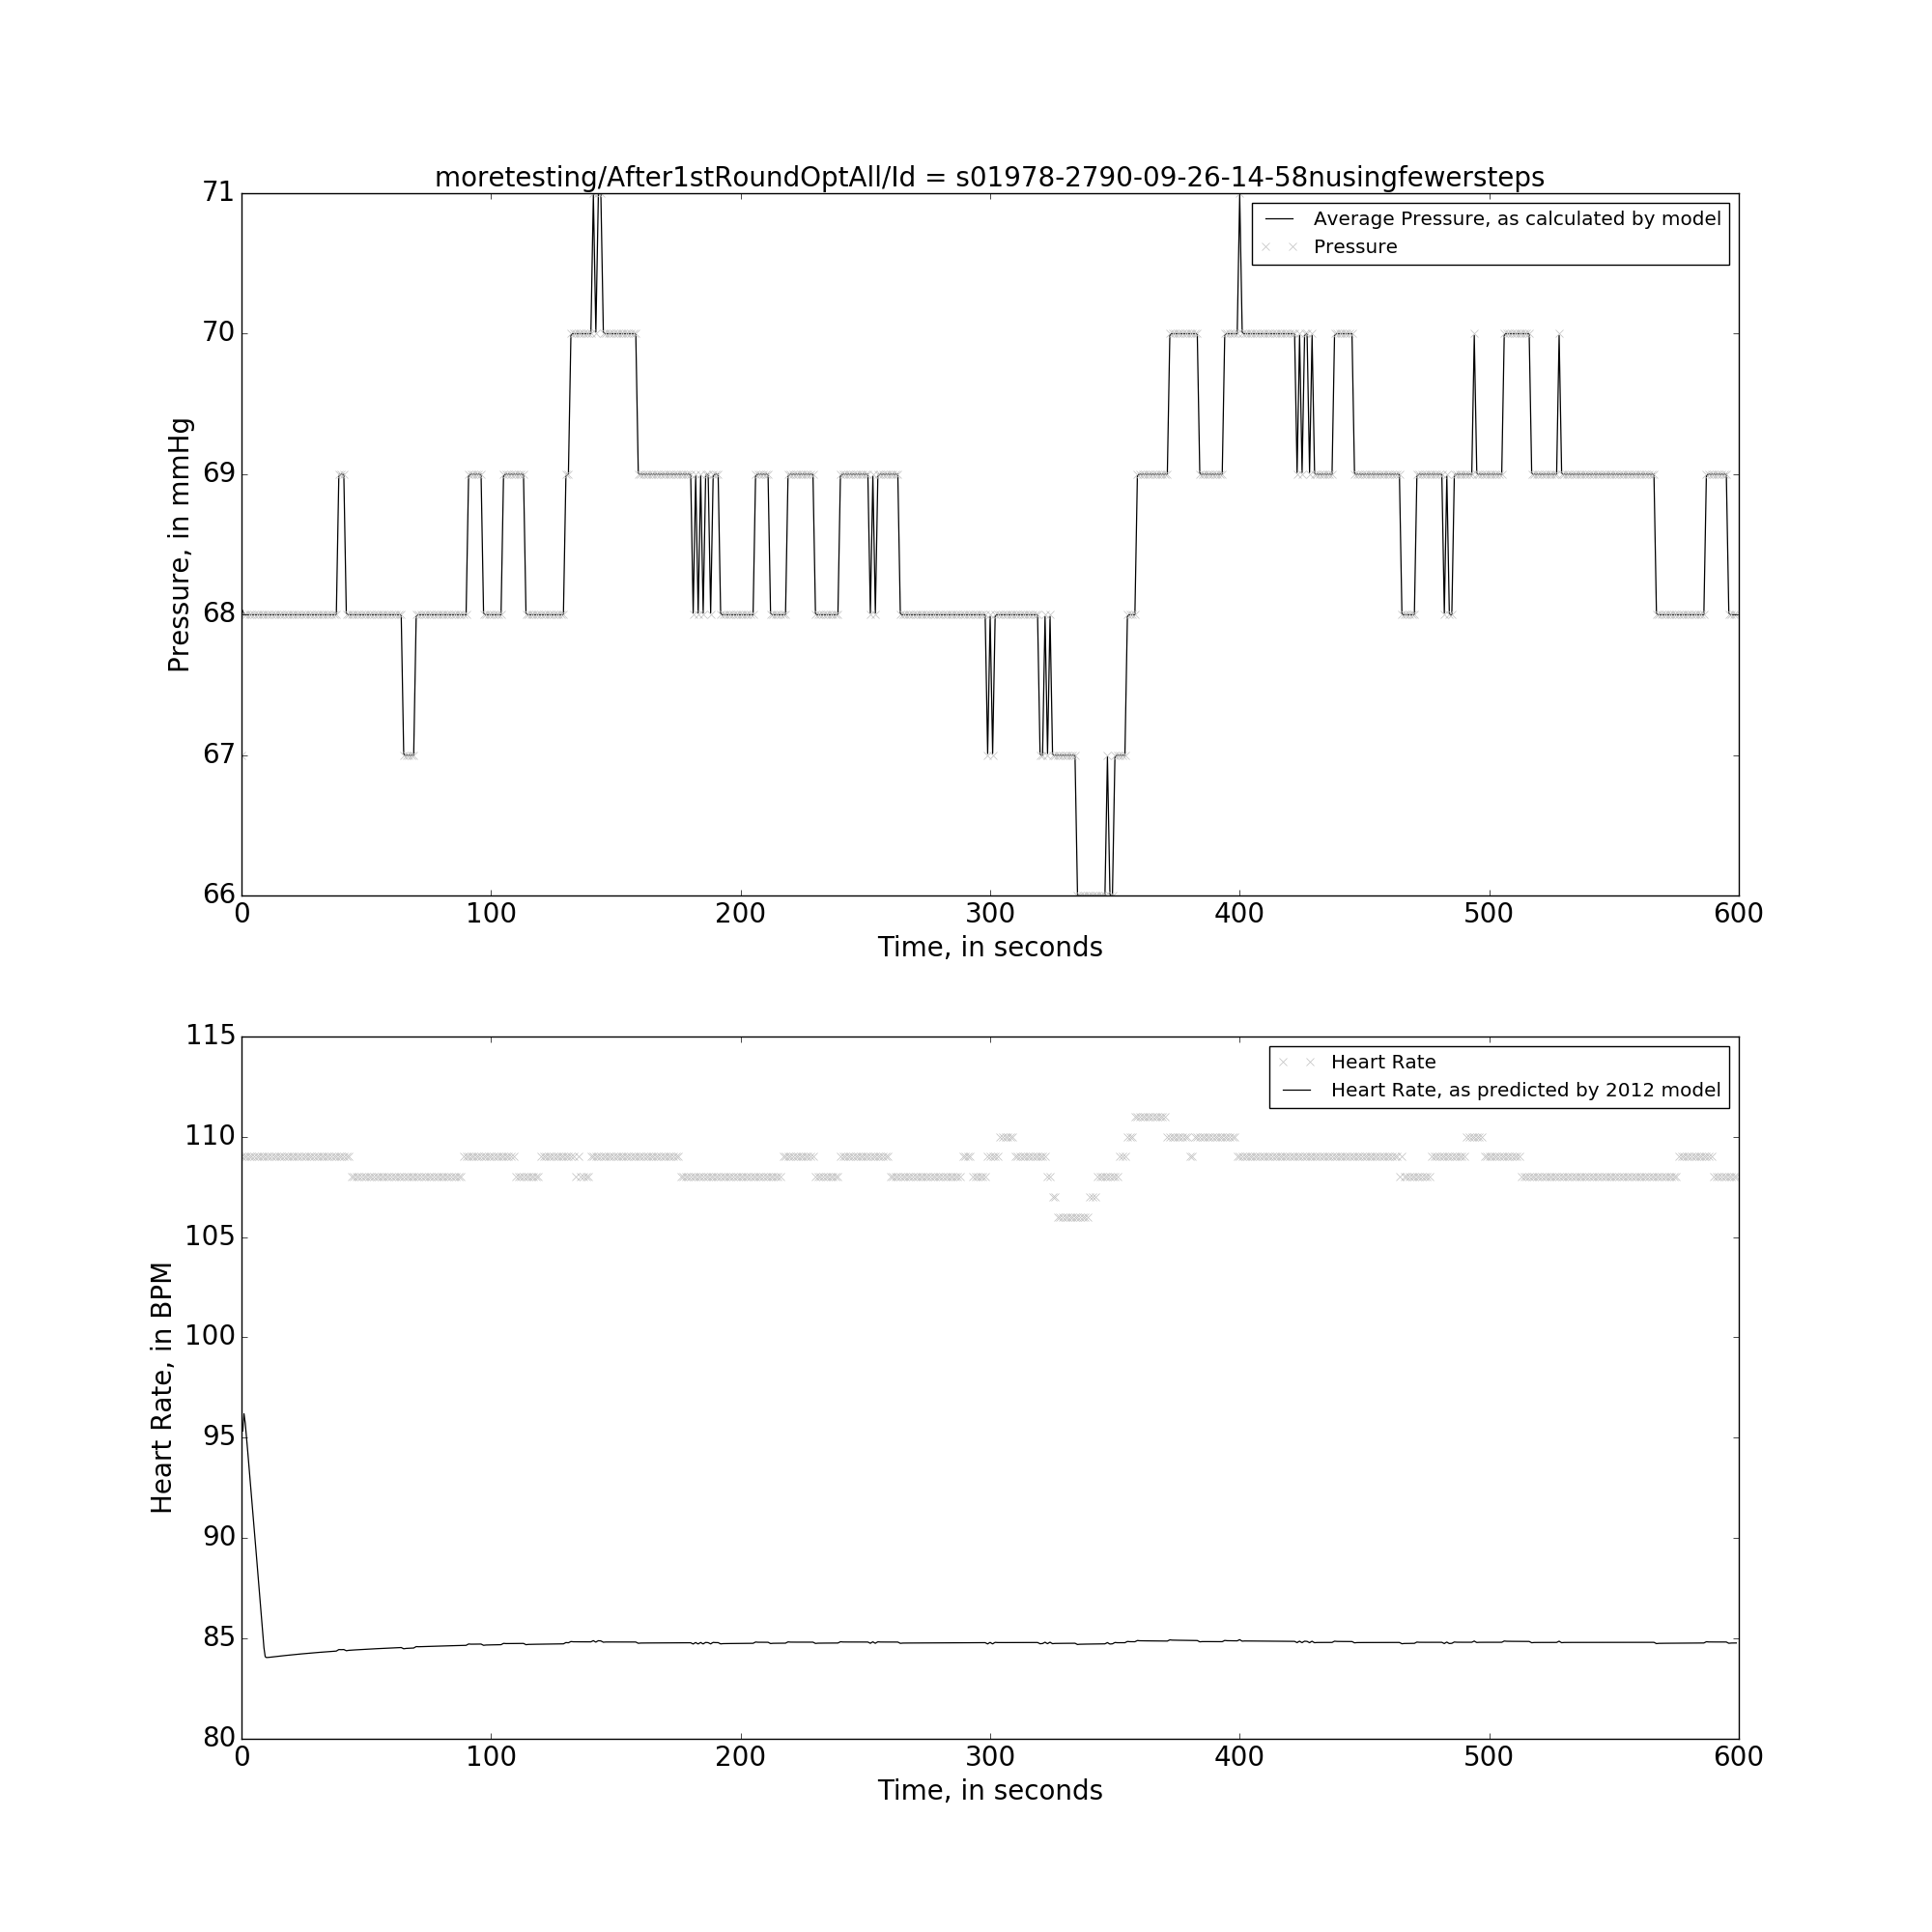 moretesting/After1stRoundOptAll/Id = s01978-2790-09-26-14-58nusingfewersteps
71
70
69
68
67
66
Pressure, in mmHg
Average Pressure, as calculated by model
Pressure
0 100 200 300 400 500 600
Time, in seconds
115
110
105
100
95
90
85
80
Heart Rate, in BPM
Heart Rate
Heart Rate, as predicted by 2012 model
0 100 200 300 400 500 600
Time, in seconds